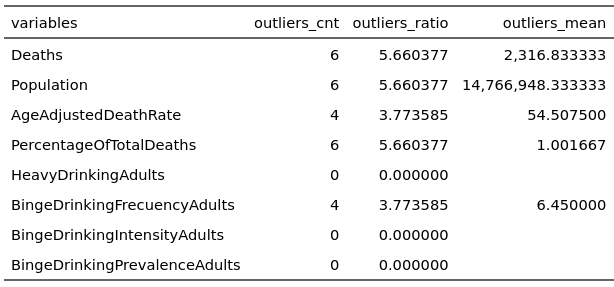 variables outliers_cnt outliers_ratio outliers_mean
Deaths 6 5.660377 2,316.833333
Population 6 5.660377 14,766,948.333333
AgeAdjustedDeathRate 4 3.773585 54.507500
PercentageOfTotalDeaths 6 5.660377 1.001667
HeavyDrinkingAdults 0 0.000000
BingeDrinkingFrecuencyAdults 4 3.773585 6.450000
BingeDrinkingIntensityAdults 0 0.000000
BingeDrinkingPrevalenceAdults 0 0.000000